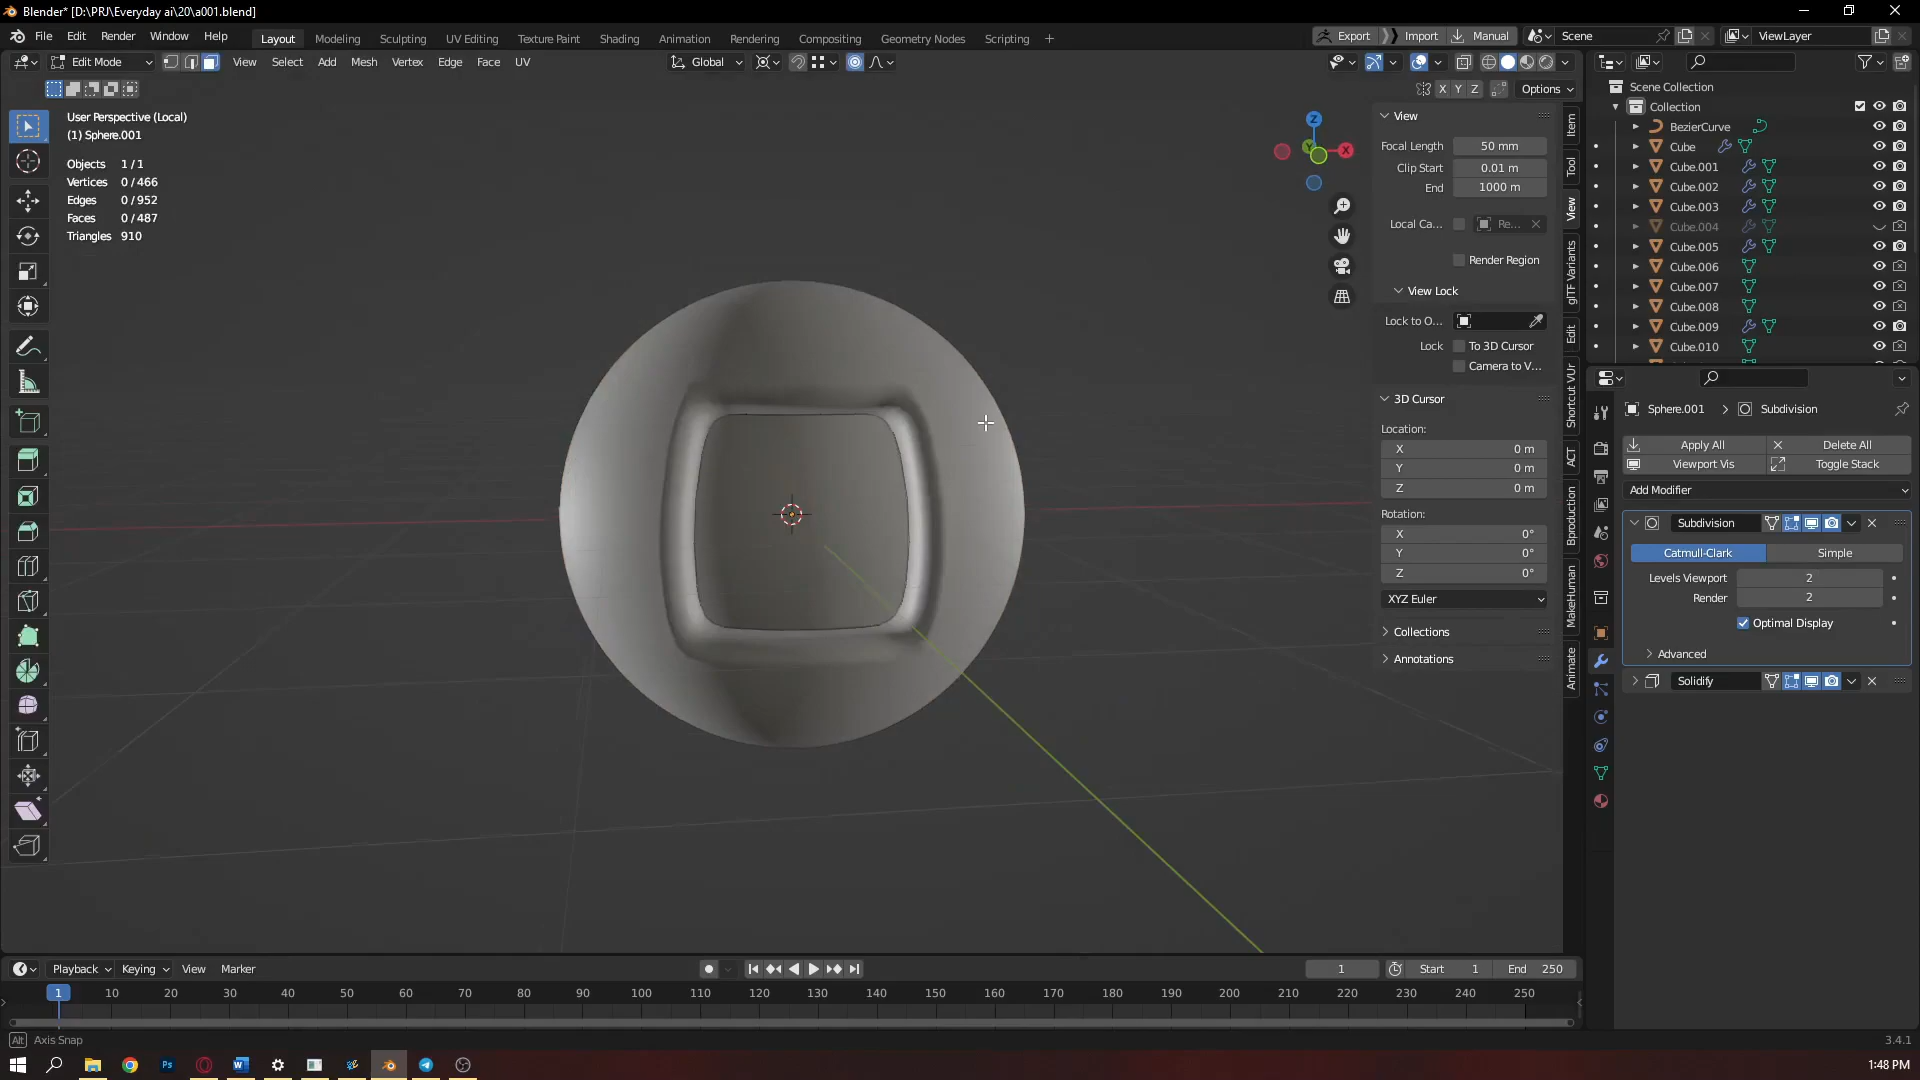 Blender* [D:\PRJ\Everyday ai\20\a001.blend]
File Edit Render Window Help Layout Modeling Sculpting UV Editing Texture Paint Shading Animation Rendering Compositing Geometry Nodes Scripting + Export Import Manual Scene ViewLayer
Edit Mode View Select Add Mesh Vertex Edge Face UV Global
X Y Z Options
User Perspective (Local)
(1) Sphere.001
Objects 1 / 1
Vertices 0 / 466
Edges 0 / 952
Faces 0 / 487
Triangles 910
Z
Y
X
View
Focal Length 50 mm
Clip Start 0.01 m
End 1000 m
Local Ca... Re...
Render Region
View Lock
Lock to O...
Lock To 3D Cursor
Camera to V...
3D Cursor
Location:
X 0 m
Y 0 m
Z 0 m
Rotation:
X 0°
Y 0°
Z 0°
XYZ Euler
Collections
Annotations
Item
Tool
View
glTF Variants
Edit
Shortcut VUr
ACT
Bproduction
MakeHuman
Animate
Scene Collection
Collection
BezierCurve
Cube
Cube.001
Cube.002
Cube.003
Cube.004
Cube.005
Cube.006
Cube.007
Cube.008
Cube.009
Cube.010
Sphere.001 Subdivision
Apply All Delete All
Viewport Vis Toggle Stack
Add Modifier
Subdivision
Catmull-Clark Simple
Levels Viewport 2
Render 2
Optimal Display
Advanced
Solidify
Playback Keying View Marker 1 Start 1 End 250
1 10 20 30 40 50 60 70 80 90 100 110 120 130 140 150 160 170 180 190 200 210 220 230 240 250
Alt Axis Snap 3.4.1
1:48 PM